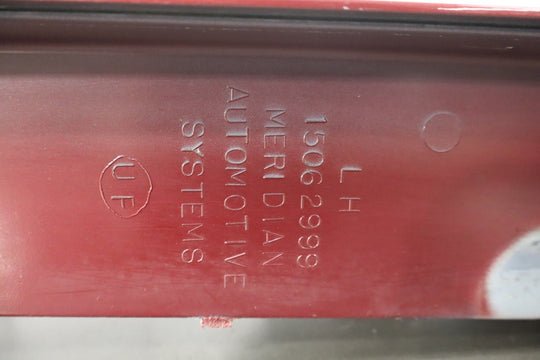 LH
15062999
MERIDIAN
AUTOMOTIVE
SYSTEMS
UF